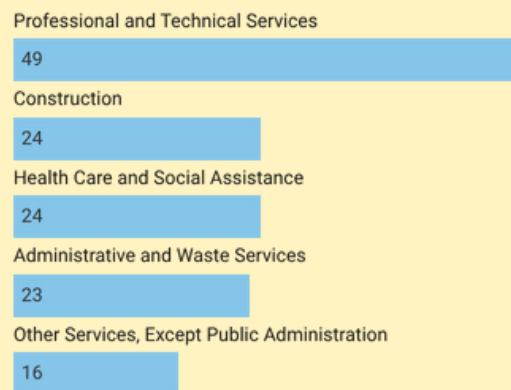 Professional and Technical Services
49
Construction
24
Health Care and Social Assistance
24
Administrative and Waste Services
23
Other Services, Except Public Administration
16